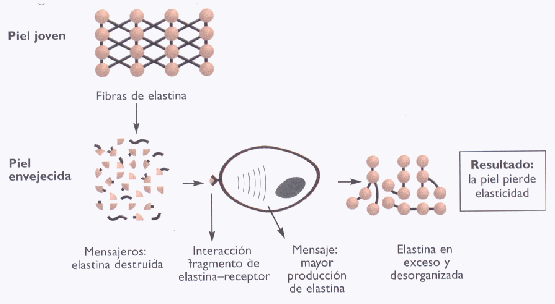 Piel joven
Fibras de elastina
Piel
envejecida
Resultado:
la piel pierde
elasticidad
Mensajeros:
elastina destruida
Interacción
fragmento de
elastina–receptor
Mensaje:
mayor
producción
de elastina
Elastina en
exceso y
desorganizada